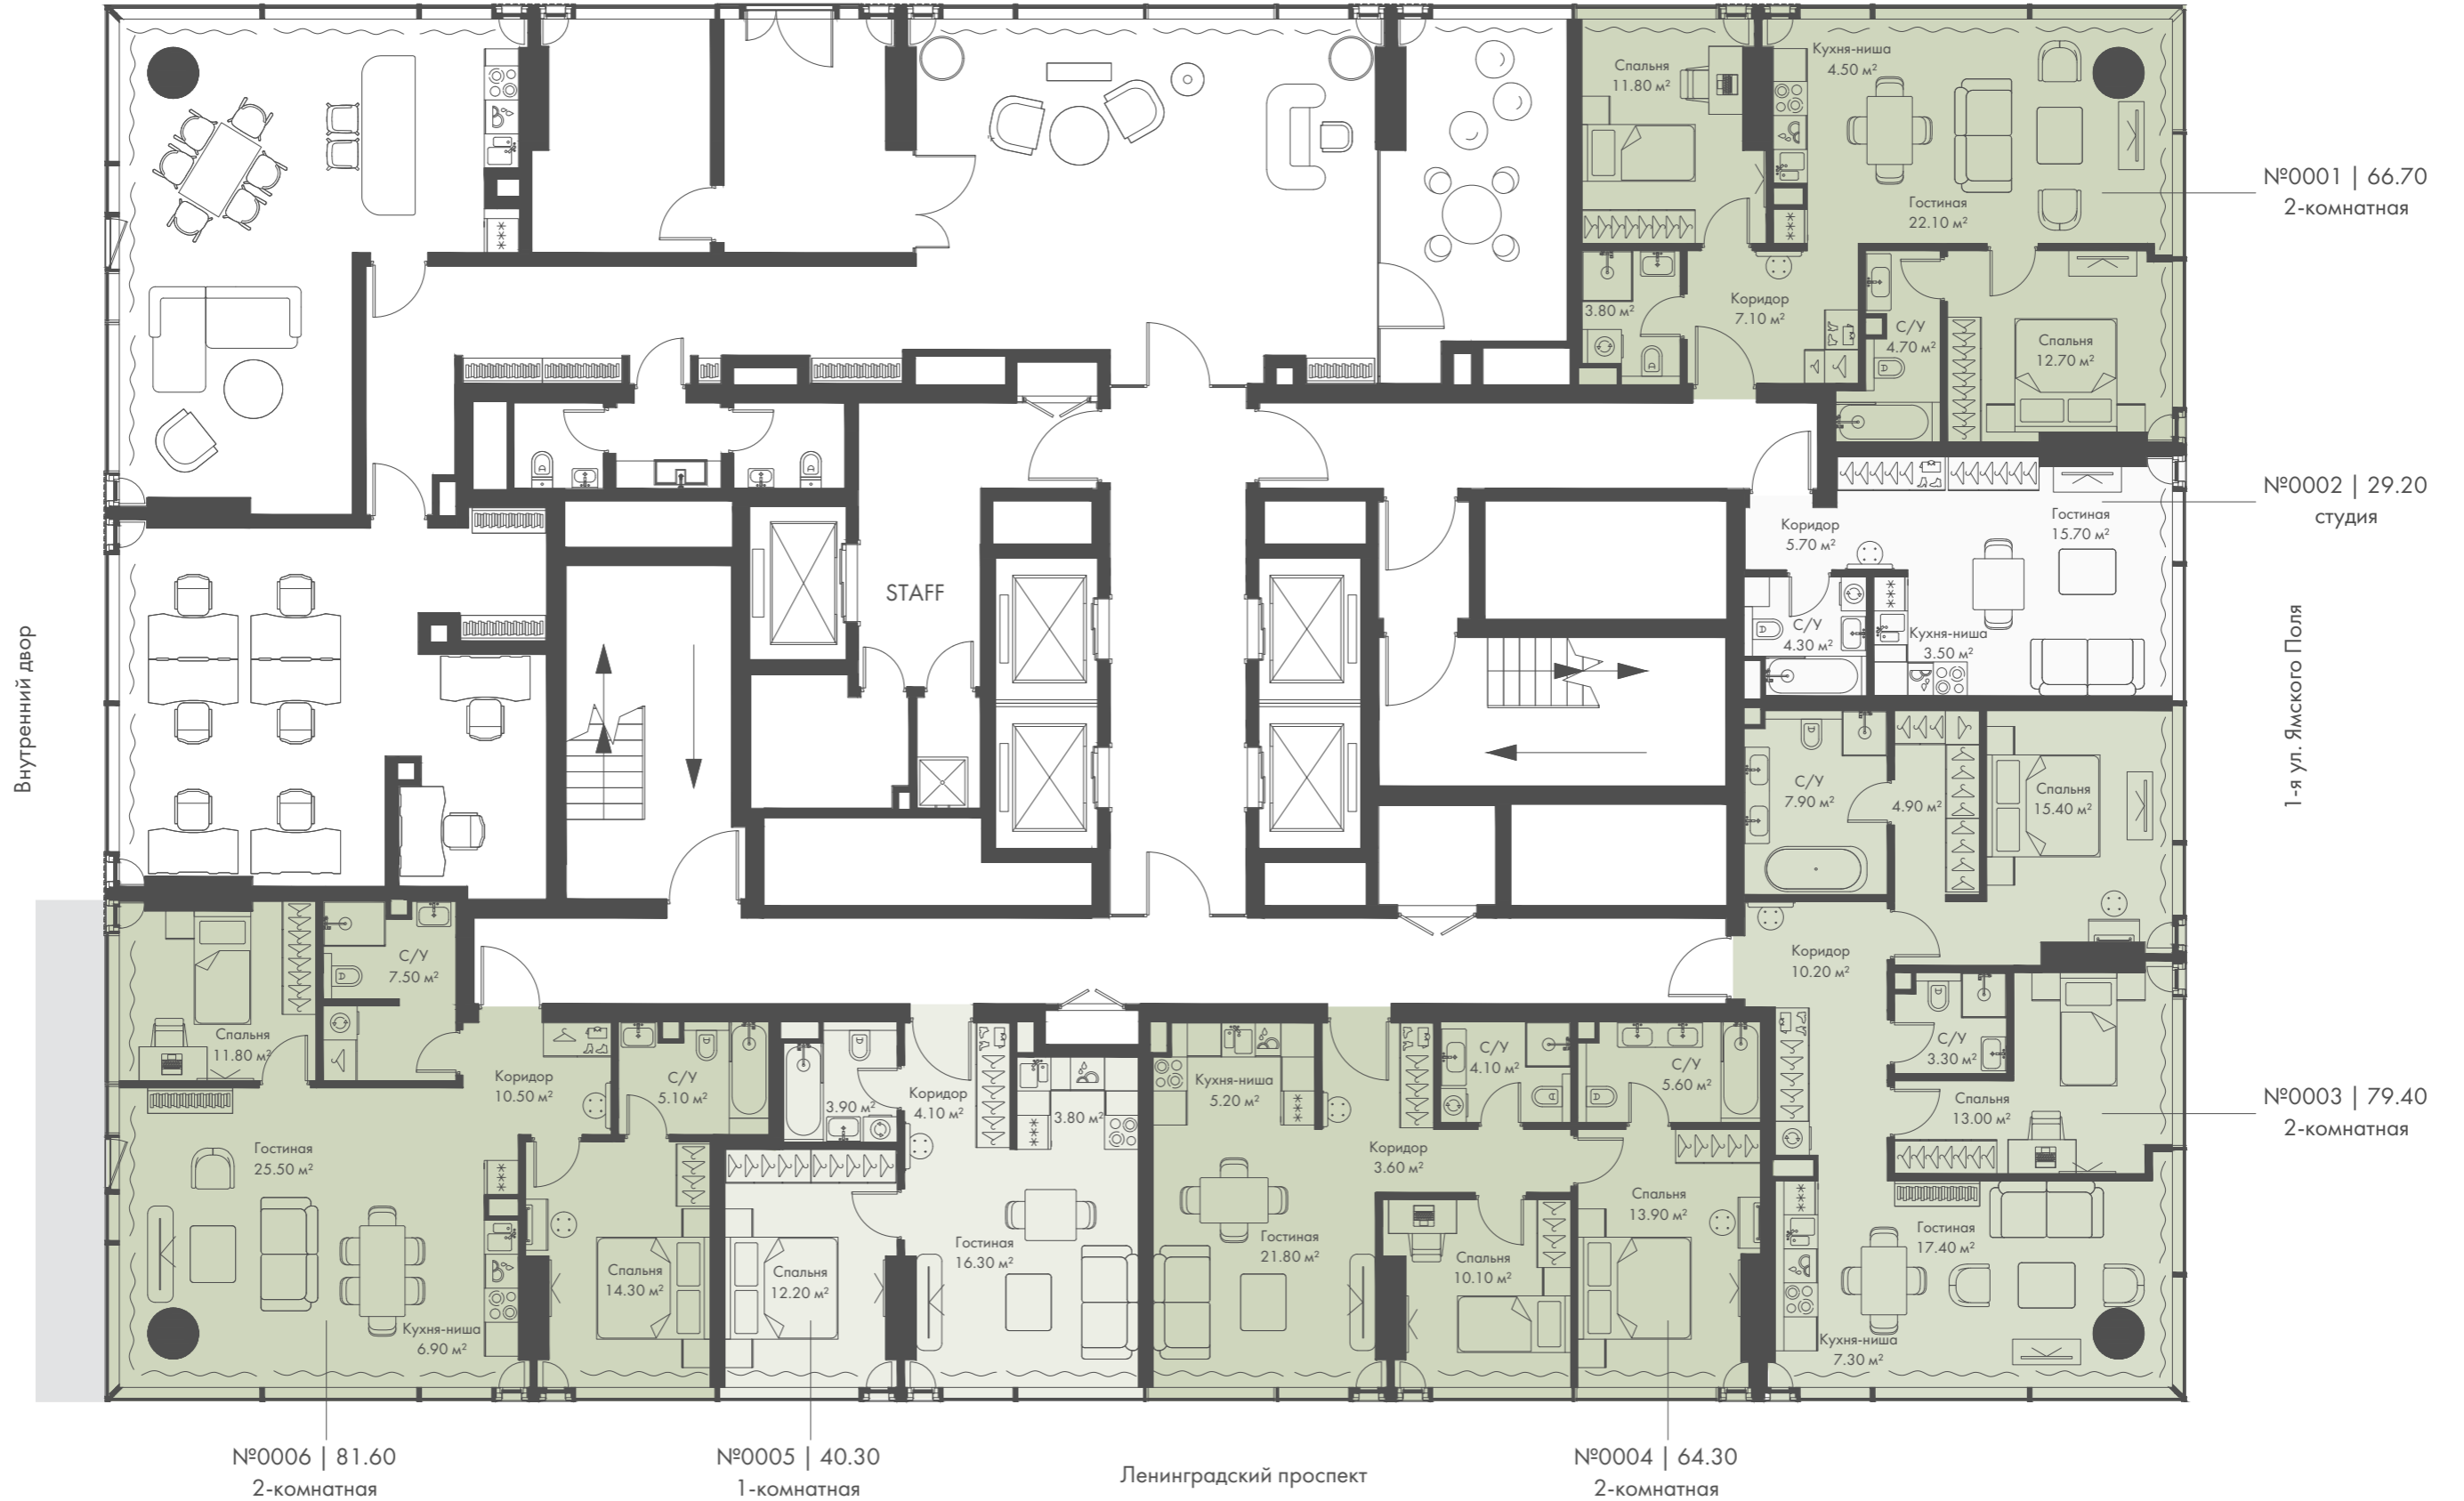 Кухня-ниша
4.50 м²
Спальня
11.80 м²
Гостиная
22.10 м²
№0001 | 66.70
2-комнатная
3.80 м²
Коридор
7.10 м²
С/У
4.70 м²
Спальня
12.70 м²
№0002 | 29.20
студия
Коридор
5.70 м²
Гостиная
15.70 м²
STAFF
С/У
4.30 м²
Кухня-ниша
3.50 м²
Внутренний двор
1-я ул. Ямского Поля
С/У
7.90 м²
4.90 м²
Спальня
15.40 м²
Коридор
10.20 м²
С/У
7.50 м²
Спальня
11.80 м²
С/У
3.30 м²
Спальня
13.00 м²
№0003 | 79.40
2-комнатная
Коридор
10.50 м²
С/У
5.10 м²
3.90 м²
Коридор
4.10 м²
3.80 м²
Кухня-ниша
5.20 м²
С/У
4.10 м²
С/У
5.60 м²
Гостиная
25.50 м²
Коридор
3.60 м²
Спальня
14.30 м²
Спальня
12.20 м²
Гостиная
16.30 м²
Гостиная
21.80 м²
Спальня
10.10 м²
Спальня
13.90 м²
Гостиная
17.40 м²
Кухня-ниша
6.90 м²
Кухня-ниша
7.30 м²
№0006 | 81.60
2-комнатная
№0005 | 40.30
1-комнатная
Ленинградский проспект
№0004 | 64.30
2-комнатная